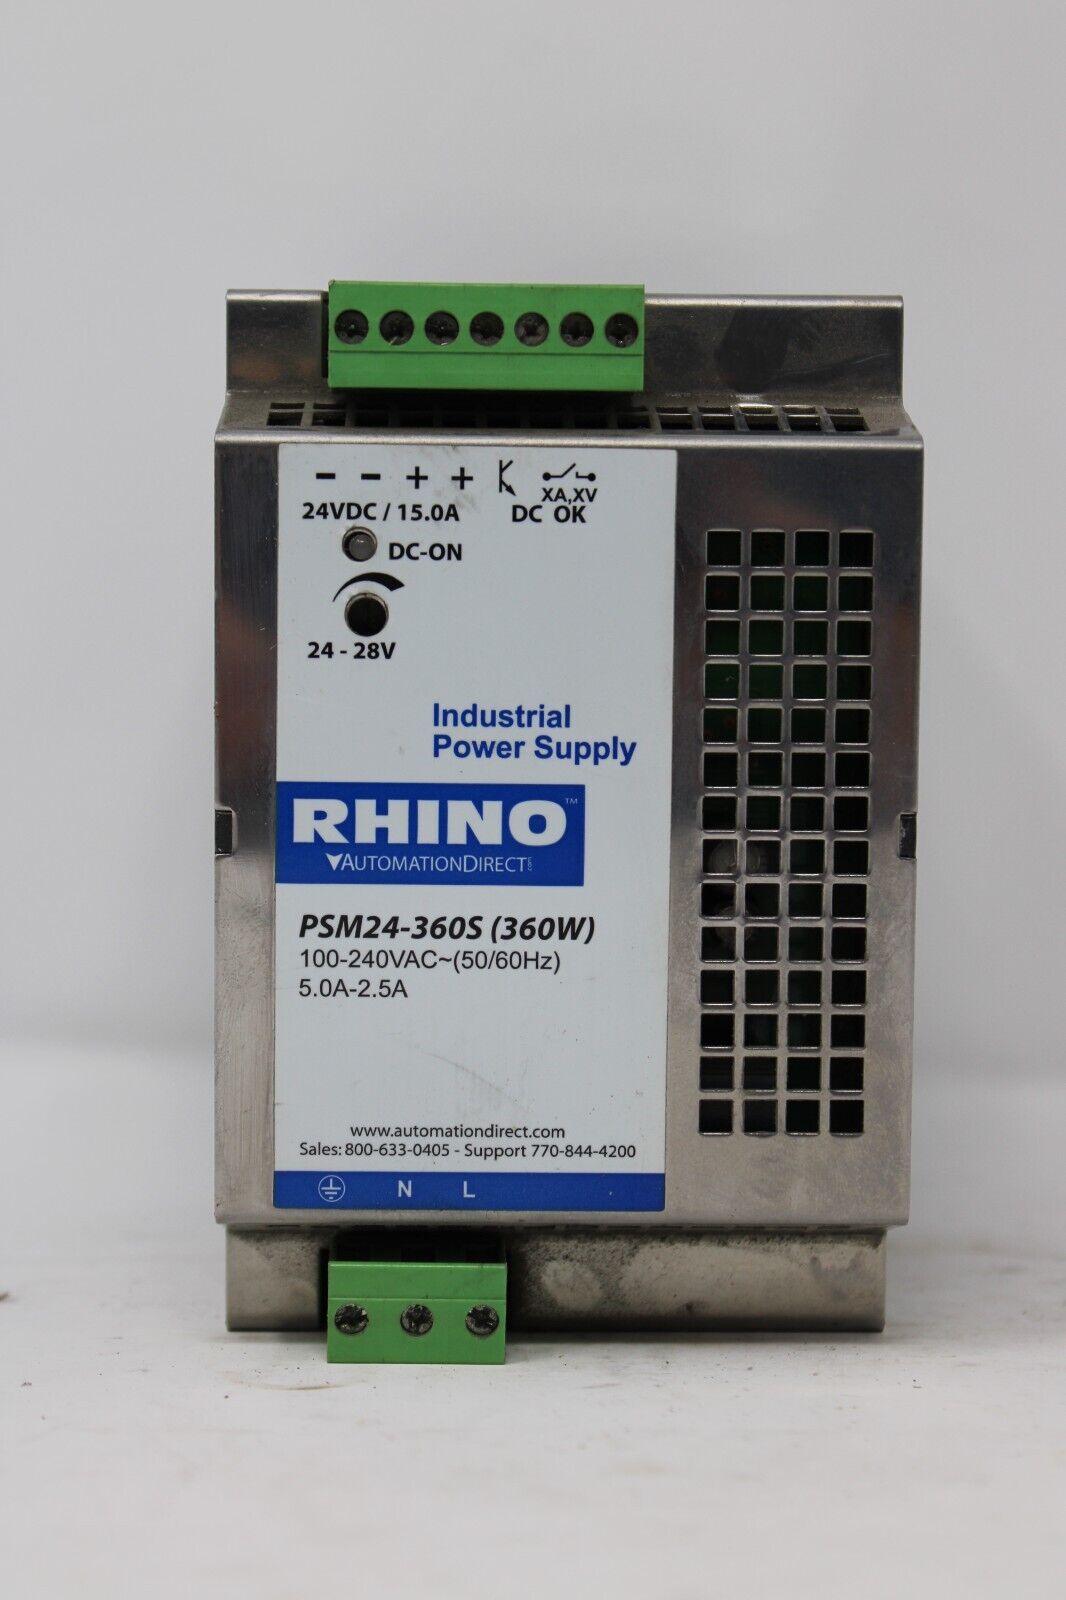 − − + +
XA,XV
24VDC / 15.0A DC OK
DC-ON
24 - 28V
Industrial
Power Supply
RHINO™
AUTOMATIONDIRECT
PSM24-360S (360W)
100-240VAC~(50/60Hz)
5.0A-2.5A
www.automationdirect.com
Sales: 800-633-0405 - Support 770-844-4200
N L